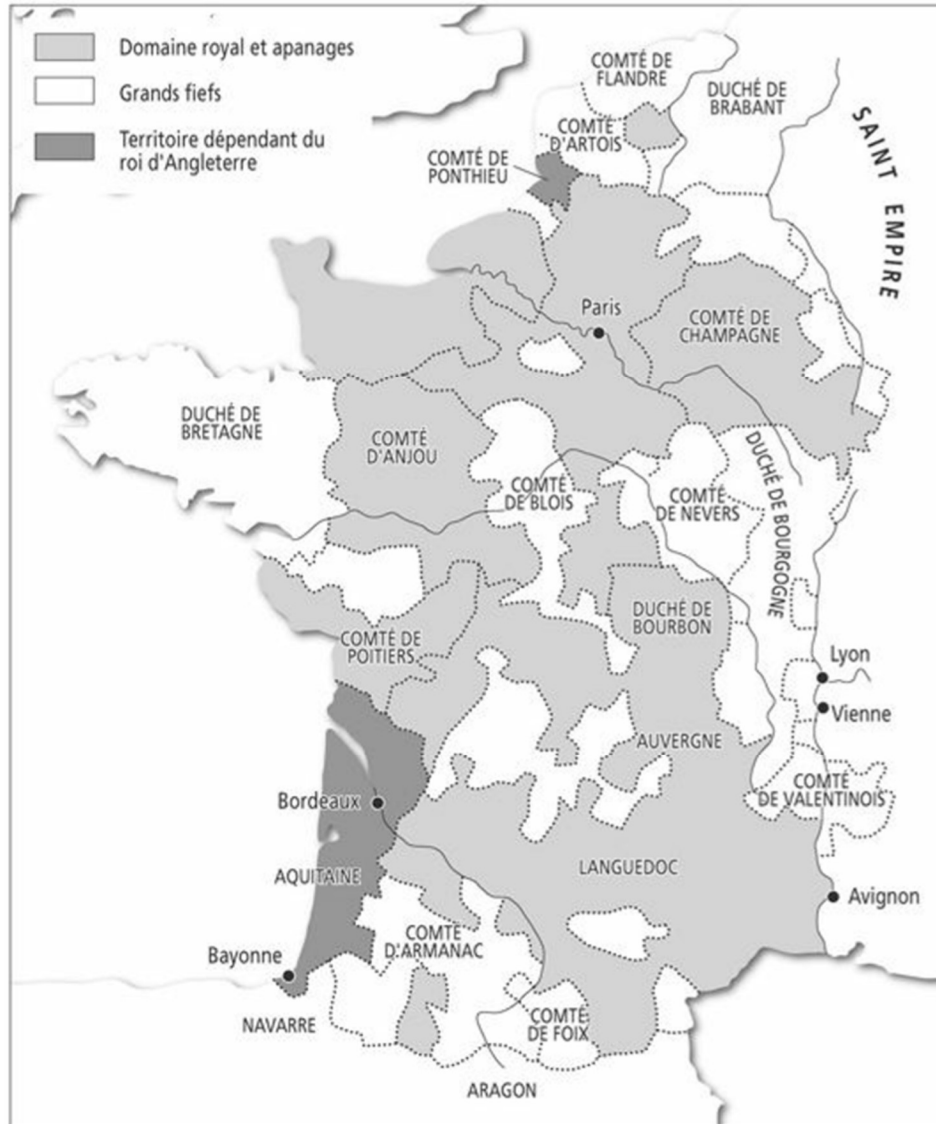 Domaine royal et apanages
Grands fiefs
Territoire dépendant du
roi d'Angleterre
COMTÉ DE
FLANDRE
DUCHÉ DE
BRABANT
COMTÉ
D'ARTOIS
COMTÉ DE
PONTHIEU
SAINT EMPIRE
Paris
COMTÉ DE
CHAMPAGNE
DUCHÉ DE
BRETAGNE
COMTÉ
D'ANJOU
COMTÉ
DE BLOIS
COMTÉ
DE NEVERS
DUCHÉ DE BOURGOGNE
DUCHÉ DE
BOURBON
COMTÉ DE
POITIERS
Lyon
Vienne
AUVERGNE
COMTÉ
DE VALENTINOIS
Bordeaux
LANGUEDOC
AQUITAINE
Avignon
COMTÉ
D'ARMANAC
Bayonne
NAVARRE
COMTÉ
DE FOIX
ARAGON